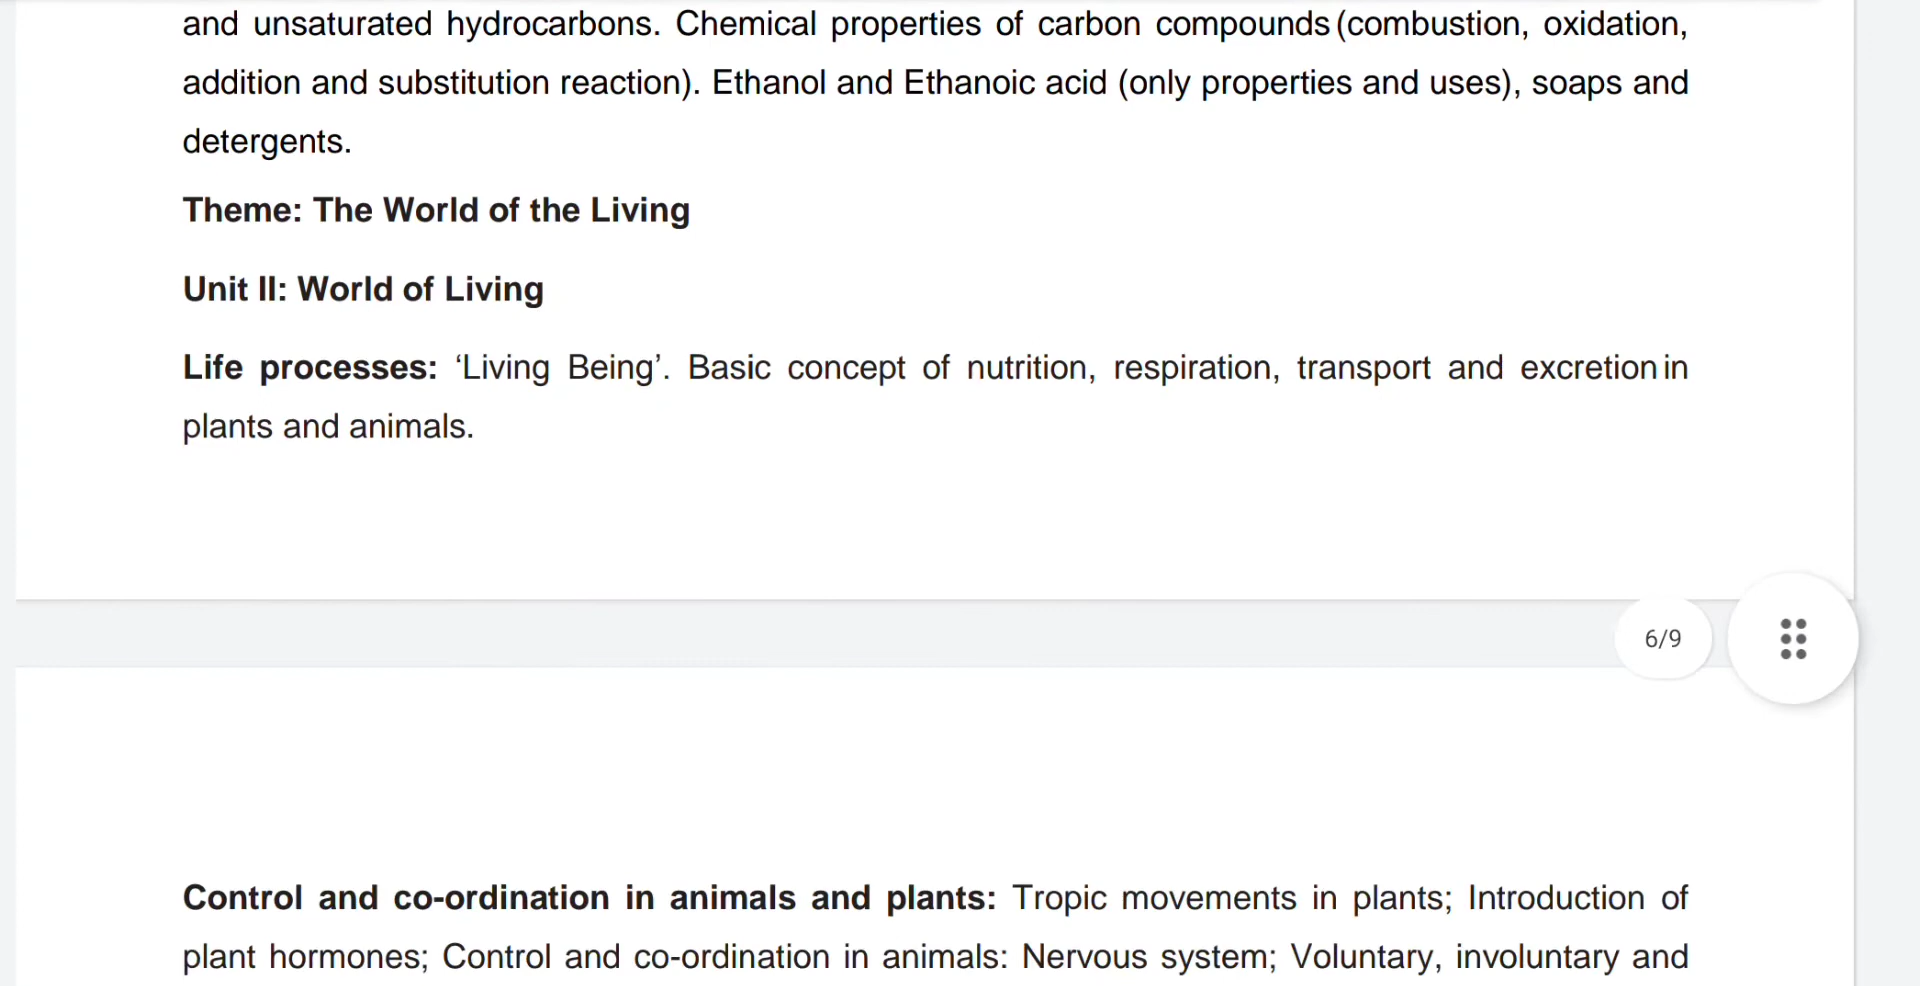 and unsaturated hydrocarbons. Chemical properties of carbon compounds (combustion, oxidation,
addition and substitution reaction). Ethanol and Ethanoic acid (only properties and uses), soaps and
detergents.
Theme: The World of the Living
Unit II: World of Living
Life processes: ‘Living Being’. Basic concept of nutrition, respiration, transport and excretion in
plants and animals.
6/9
Control and co-ordination in animals and plants: Tropic movements in plants; Introduction of
plant hormones; Control and co-ordination in animals: Nervous system; Voluntary, involuntary and